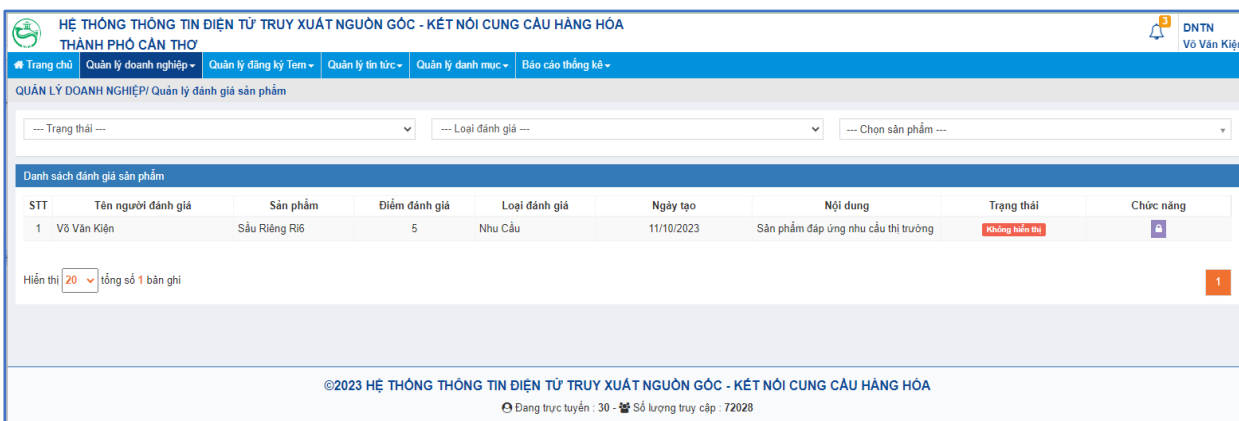 HỆ THỐNG THÔNG TIN ĐIỆN TỬ TRUY XUẤT NGUỒN GỐC - KẾT NỐI CUNG CẦU HÀNG HÓA
THÀNH PHỐ CẦN THƠ
3
DNTN
Võ Văn Kiện
Trang chủ Quản lý doanh nghiệp Quản lý đăng ký Tem Quản lý tin tức Quản lý danh mục Báo cáo thống kê
QUẢN LÝ DOANH NGHIỆP/ Quản lý đánh giá sản phẩm
--- Trạng thái --- --- Loại đánh giá --- --- Chọn sản phẩm ---
Danh sách đánh giá sản phẩm
STT Tên người đánh giá Sản phẩm Điểm đánh giá Loại đánh giá Ngày tạo Nội dung Trạng thái Chức năng
1 Võ Văn Kiện Sầu Riêng Ri6 5 Nhu Cầu 11/10/2023 Sản phẩm đáp ứng nhu cầu thị trường Không hiển thị
Hiển thị 20 tổng số 1 bản ghi
1
©2023 HỆ THỐNG THÔNG TIN ĐIỆN TỬ TRUY XUẤT NGUỒN GỐC - KẾT NỐI CUNG CẦU HÀNG HÓA
Đang trực tuyến : 30 - Số lượng truy cập : 72028